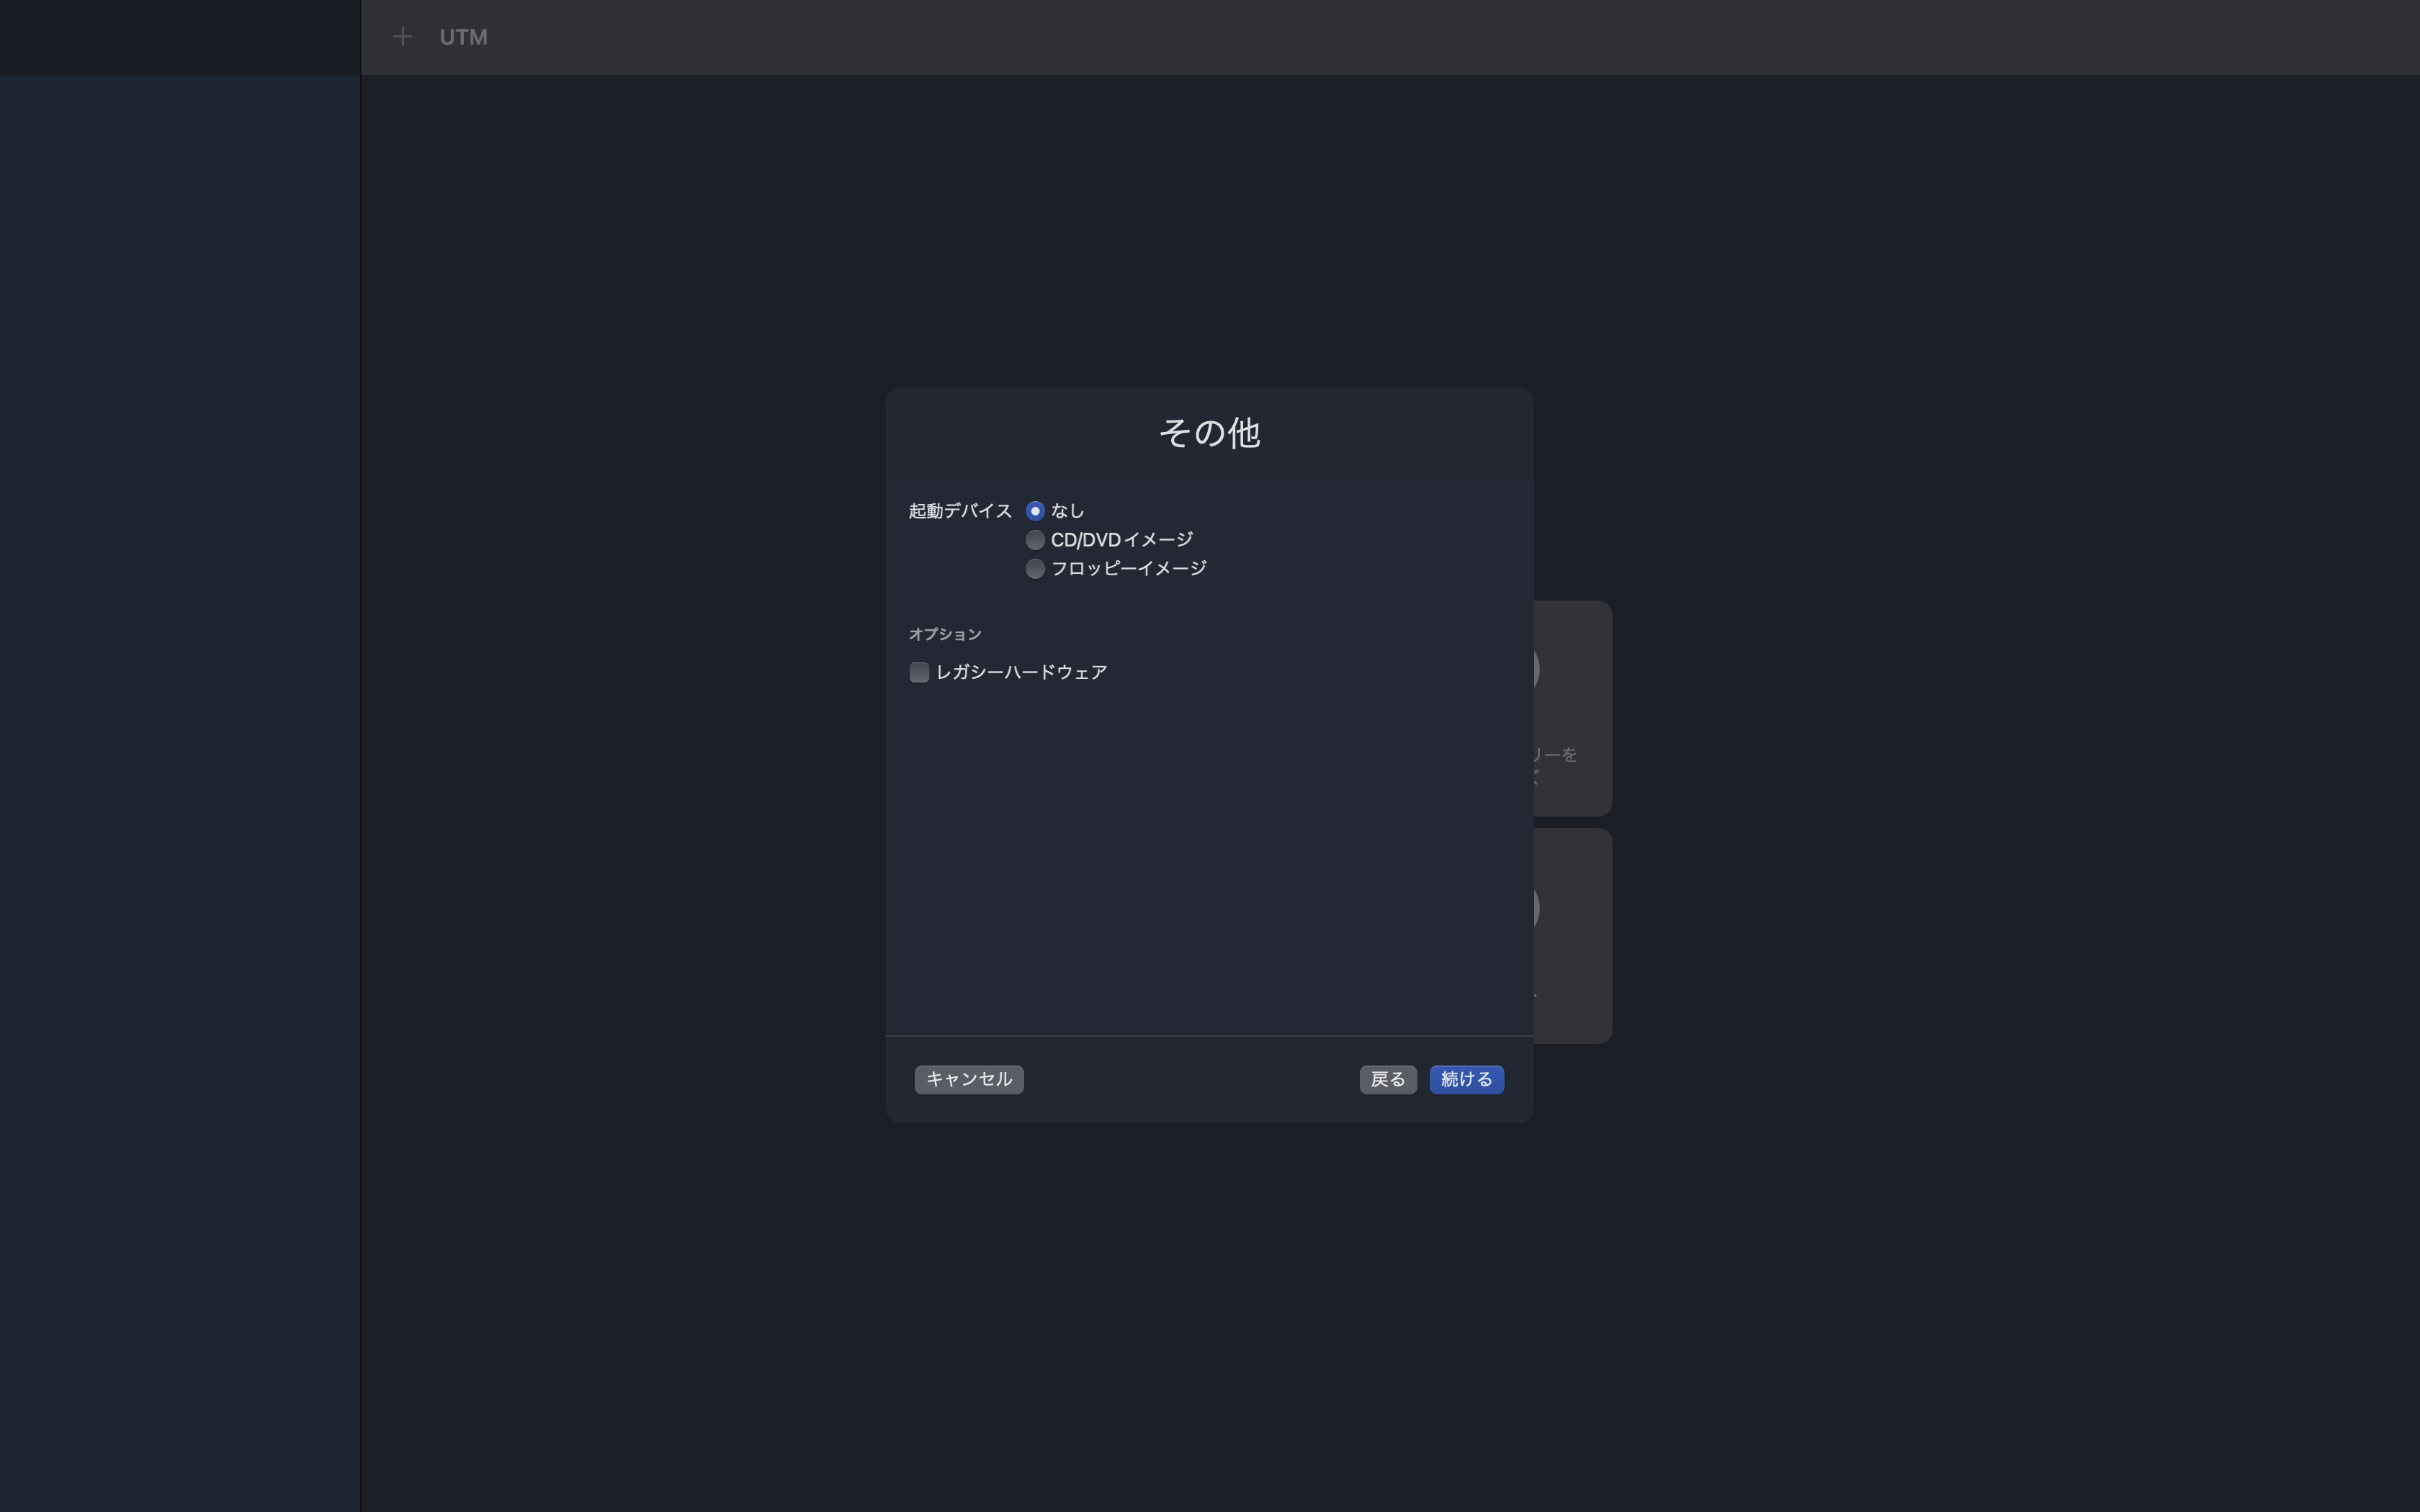 UTM
その他
起動デバイス なし
CD/DVDイメージ
フロッピーイメージ
オプション
レガシーハードウェア
リーを
キャンセル 戻る 続ける